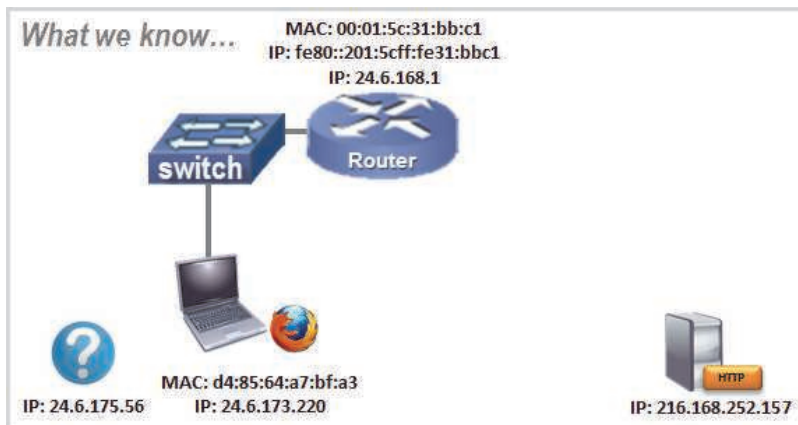 What we know...
MAC: 00:01:5c:31:bb:c1
IP: fe80::201:5cff:fe31:bbc1
IP: 24.6.168.1
switch
Router
MAC: d4:85:64:a7:bf:a3
IP: 24.6.173.220
IP: 24.6.175.56
HTTP
IP: 216.168.252.157